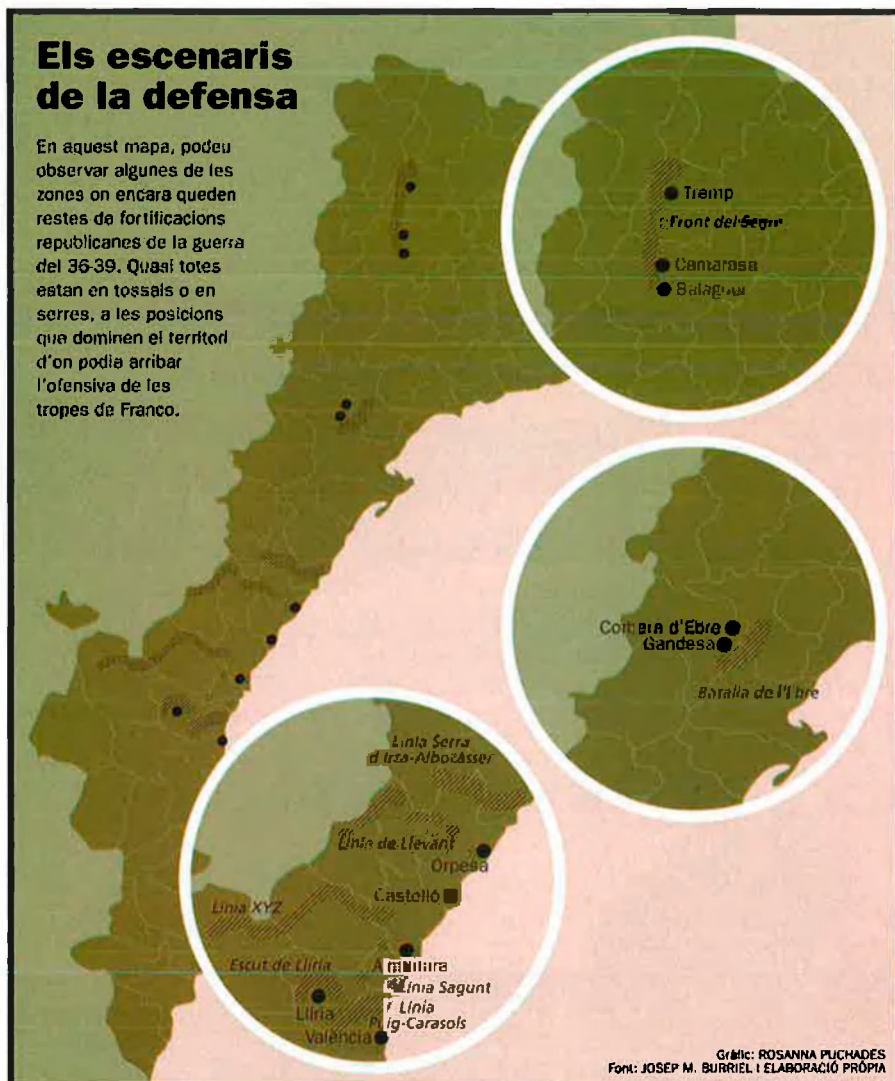 Els escenaris
de la defensa
En aquest mapa, podeu
observar algunes de les
zones on encara queden
restes de fortificacions
republicanes de la guerra
del 36-39. Quasi totes
estan en tossals o en
serres, a les posicions
que dominen el territori
d'on podia arribar
l'ofensiva de les
tropes de Franco.
Tremp
Front del Segre
Camarasa
Balaguer
Corbera d'Ebre
Gandesa
Batalla de l'Ebre
Línia Serra
d'Irta-Albocàsser
Línia de Llevant
Orpesa
Castelló
Línia XYZ
Escut de Llíria
Línia Sagunt
Llíria
Línia
Puig-Carasols
València
Gràfic: ROSANNA PUCHADES
Font: JOSEP M. BURRIEL I ELABORACIÓ PRÒPIA